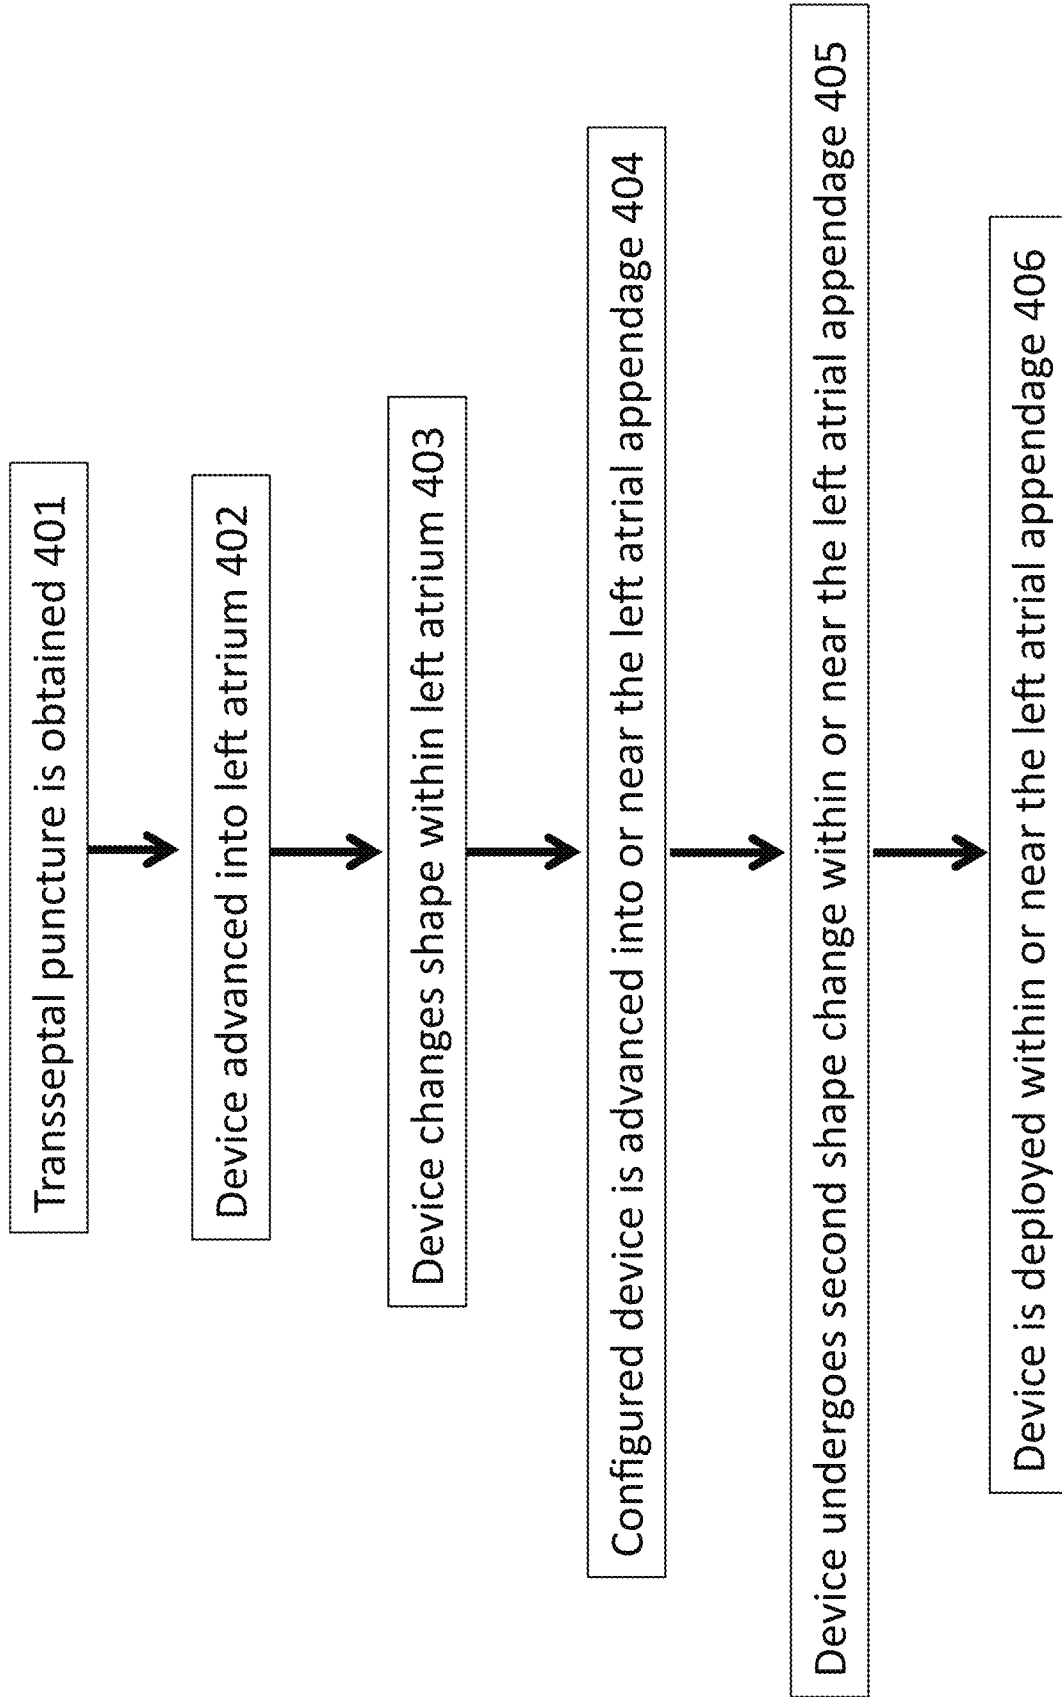 Transseptal puncture is obtained 401
Device advanced into left atrium 402
Device changes shape within left atrium 403
Configured device is advanced into or near the left atrial appendage 404
Device undergoes second shape change within or near the left atrial appendage 405
Device is deployed within or near the left atrial appendage 406